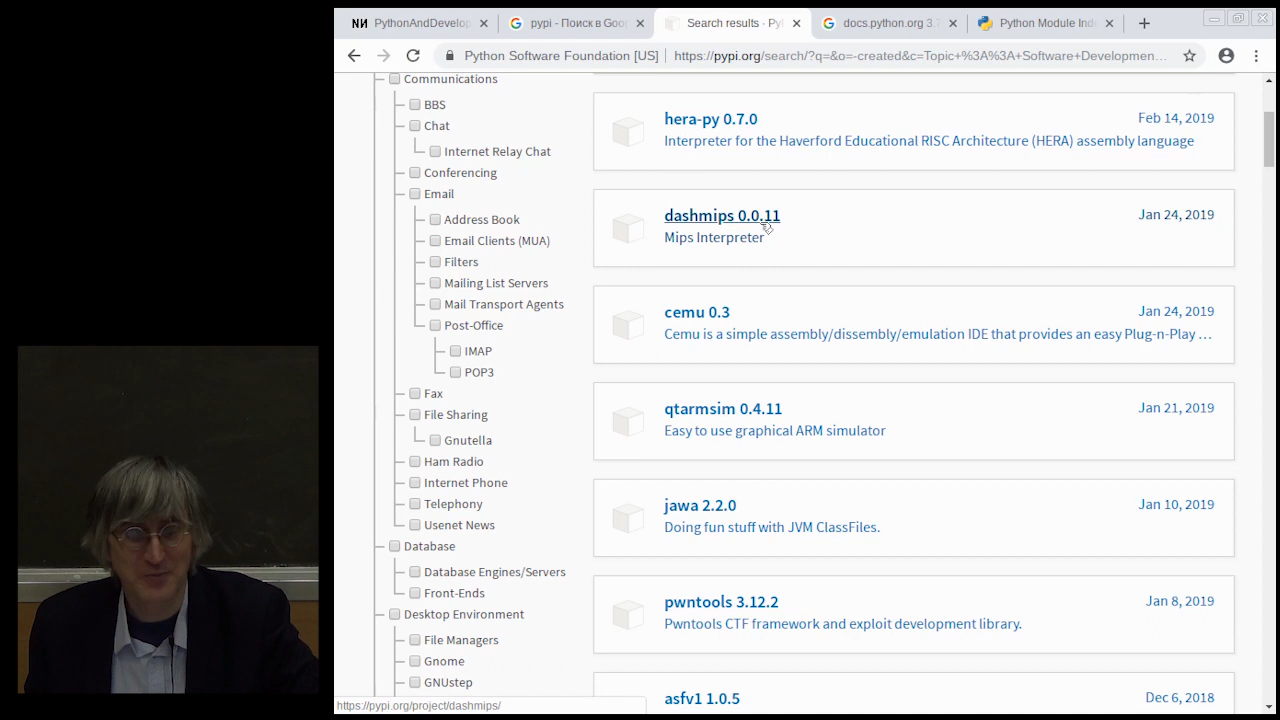 PythonAndDevelop
pypi - Поиск в Goo
Search results · Py
docs.python.org 3.7
Python Module Ind
Python Software Foundation [US]
https://pypi.org/search/?q=&o=-created&c=Topic+%3A%3A+Software+Developmen…
Communications
BBS
Chat
Internet Relay Chat
Conferencing
Email
Address Book
Email Clients (MUA)
Filters
Mailing List Servers
Mail Transport Agents
Post-Office
IMAP
POP3
Fax
File Sharing
Gnutella
Ham Radio
Internet Phone
Telephony
Usenet News
Database
Database Engines/Servers
Front-Ends
Desktop Environment
File Managers
Gnome
GNUstep
hera-py 0.7.0
Feb 14, 2019
Interpreter for the Haverford Educational RISC Architecture (HERA) assembly language
dashmips 0.0.11
Jan 24, 2019
Mips Interpreter
cemu 0.3
Jan 24, 2019
Cemu is a simple assembly/dissembly/emulation IDE that provides an easy Plug-n-Play …
qtarmsim 0.4.11
Jan 21, 2019
Easy to use graphical ARM simulator
jawa 2.2.0
Jan 10, 2019
Doing fun stuff with JVM ClassFiles.
pwntools 3.12.2
Jan 8, 2019
Pwntools CTF framework and exploit development library.
asfv1 1.0.5
Dec 6, 2018
https://pypi.org/project/dashmips/